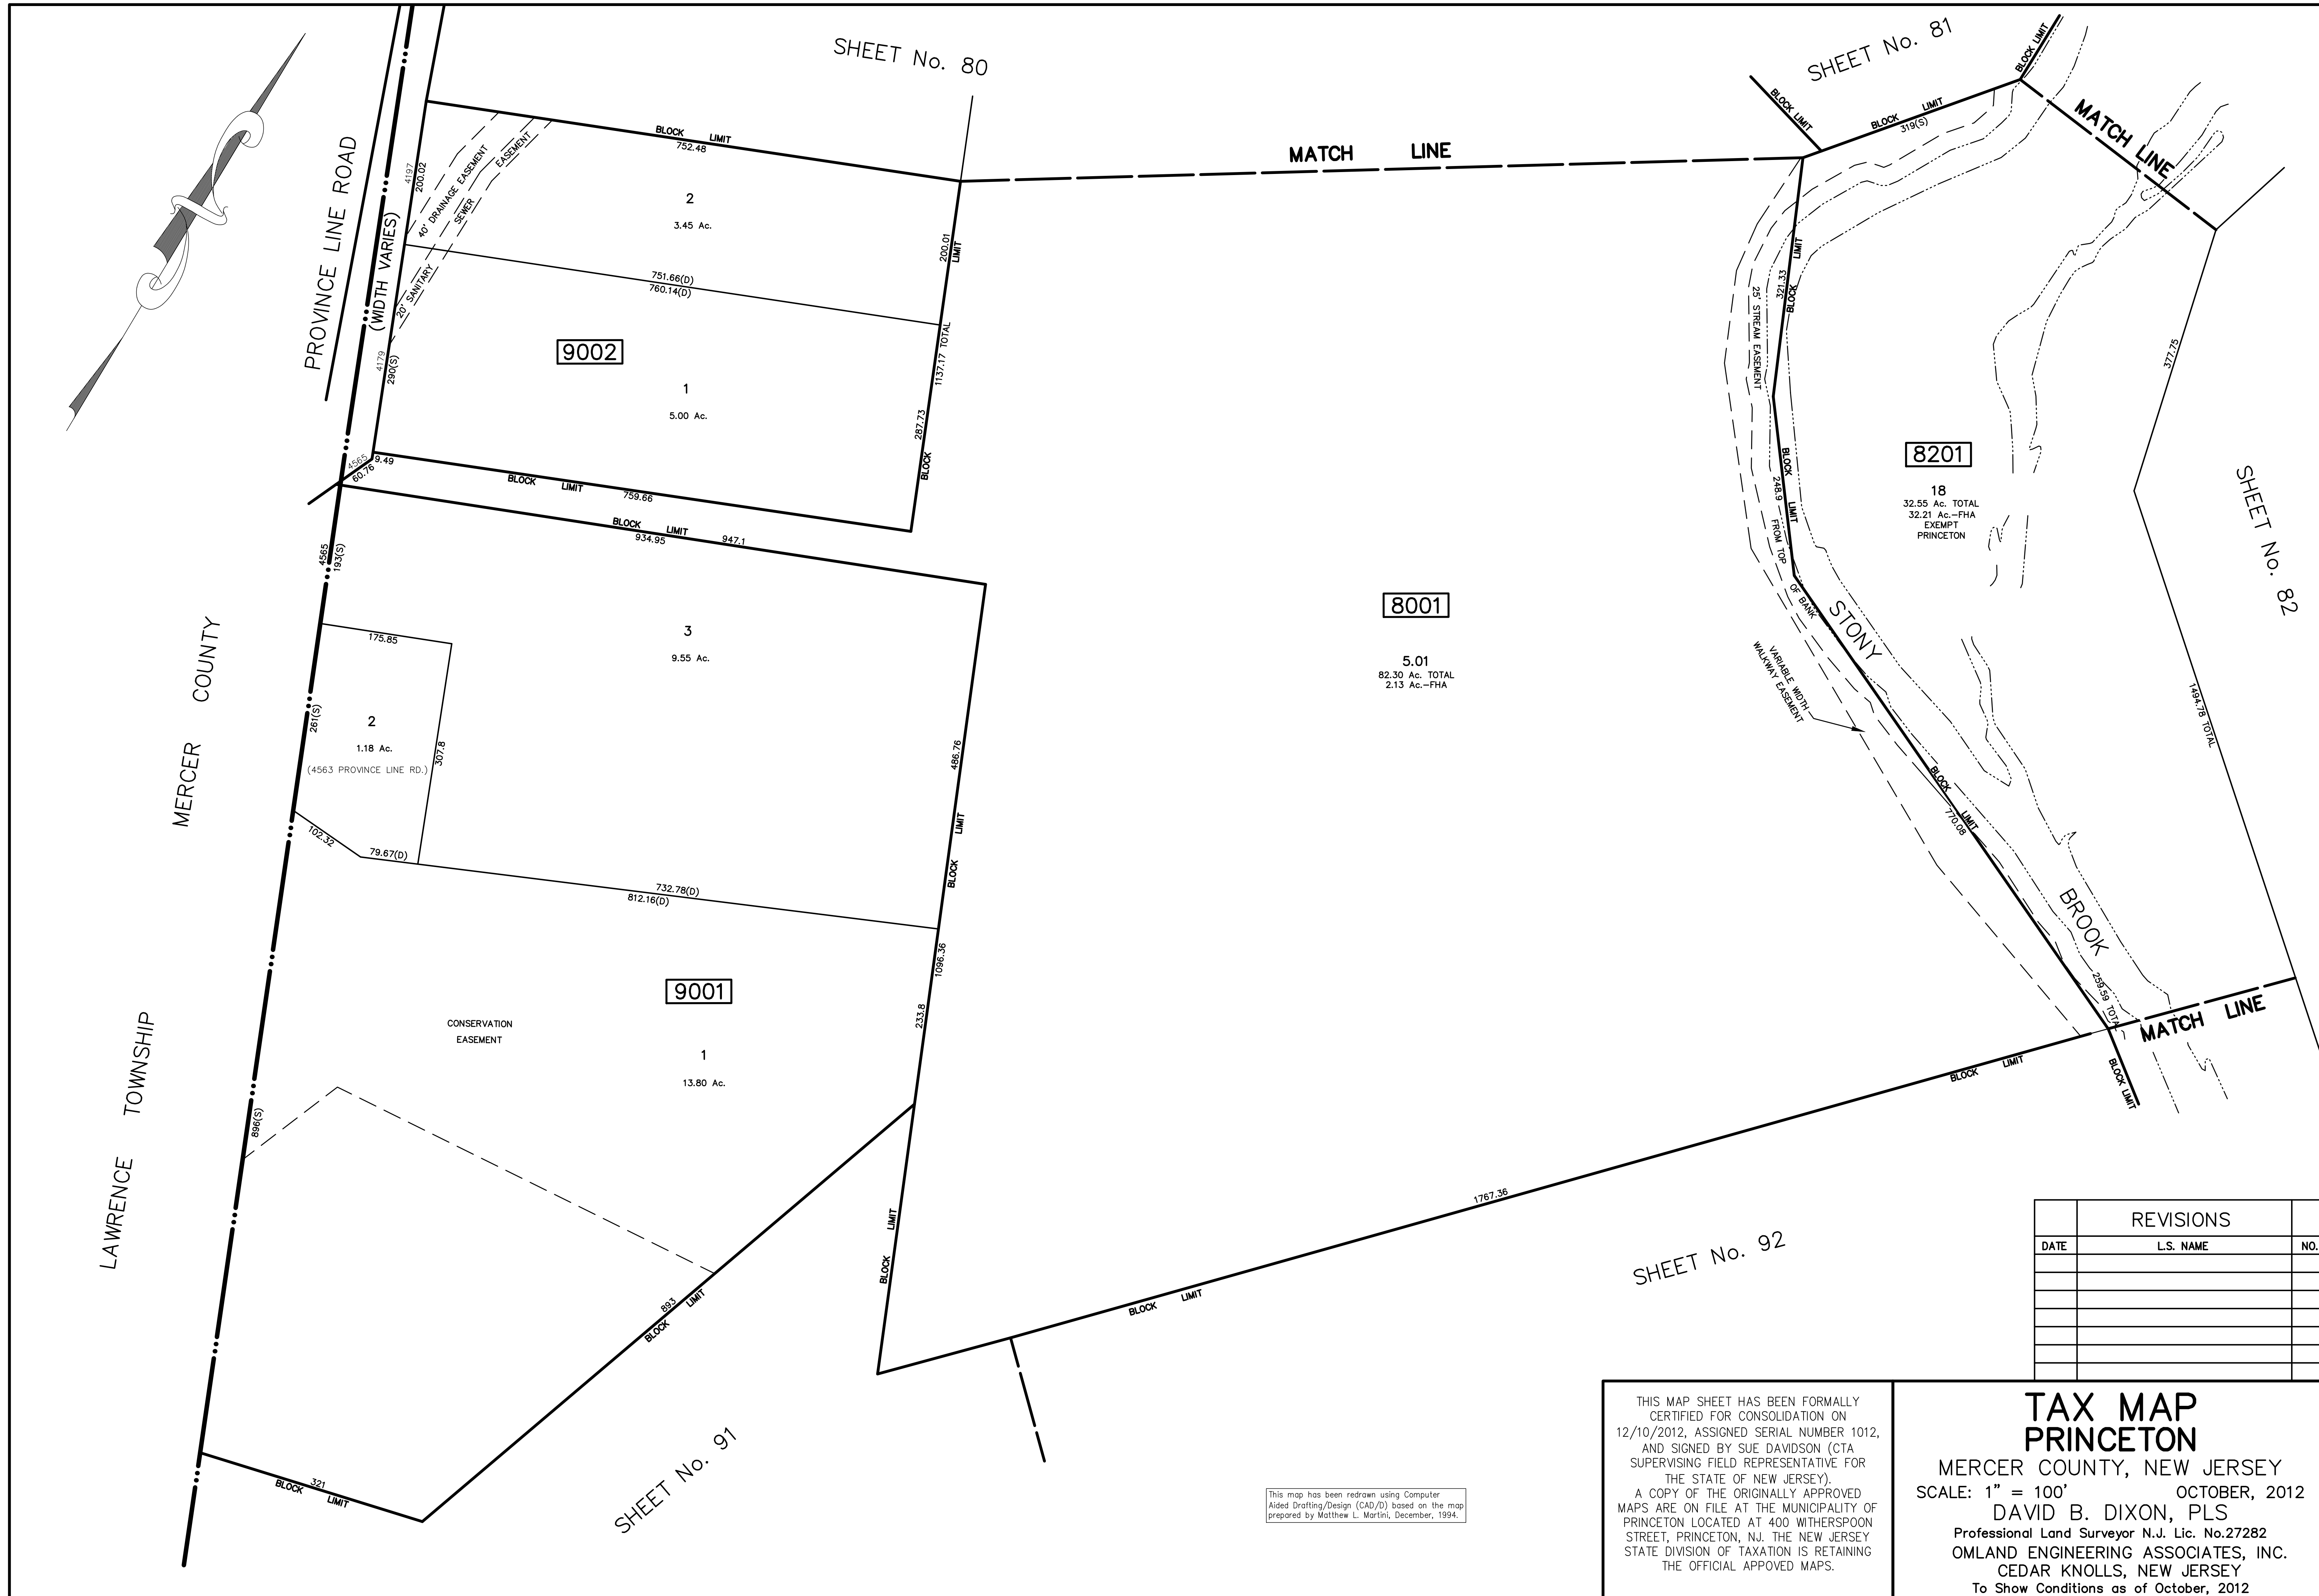 SHEET No. 80
SHEET No. 81
BLOCK LIMIT
BLOCK LIMIT
BLOCK LIMIT
319(S)
MATCH LINE
MATCH LINE
PROVINCE LINE ROAD
(WIDTH VARIES)
BLOCK LIMIT
752.48
4197
200.02
40' DRAINAGE EASEMENT
20' SANITARY SEWER EASEMENT
2
3.45 Ac.
200.01
LIMIT
751.66(D)
760.14(D)
1137.17 TOTAL
9002
1
5.00 Ac.
4179
290(S)
287.73
BLOCK
4565
60.76
9.49
BLOCK LIMIT
759.66
BLOCK LIMIT
934.95
947.1
4565
193(S)
3
9.55 Ac.
175.85
261(S)
2
1.18 Ac.
(4563 PROVINCE LINE RD.)
307.8
102.32
79.67(D)
732.78(D)
812.16(D)
486.76
BLOCK LIMIT
1096.36
233.8
MERCER COUNTY
LAWRENCE TOWNSHIP
9001
CONSERVATION
EASEMENT
1
13.80 Ac.
896(S)
893
BLOCK LIMIT
BLOCK LIMIT
321
BLOCK LIMIT
SHEET No. 91
8001
5.01
82.30 Ac. TOTAL
2.13 Ac.-FHA
321.33
BLOCK LIMIT
25' STREAM EASEMENT
FROM TOP
OF BANK
BLOCK LIMIT
248.9
VARIABLE WIDTH
WALKWAY EASEMENT
STONY
BROOK
BLOCK LIMIT
770.08
259.59 TOTAL
8201
18
32.55 Ac. TOTAL
32.21 Ac.-FHA
EXEMPT
PRINCETON
377.75
1494.78 TOTAL
SHEET No. 82
MATCH LINE
BLOCK LIMIT
BLOCK LIMIT
1767.36
BLOCK LIMIT
SHEET No. 92
REVISIONS
DATE L.S. NAME NO.
This map has been redrawn using Computer
Aided Drafting/Design (CAD/D) based on the map
prepared by Matthew L. Martini, December, 1994.
THIS MAP SHEET HAS BEEN FORMALLY
CERTIFIED FOR CONSOLIDATION ON
12/10/2012, ASSIGNED SERIAL NUMBER 1012,
AND SIGNED BY SUE DAVIDSON (CTA
SUPERVISING FIELD REPRESENTATIVE FOR
THE STATE OF NEW JERSEY).
A COPY OF THE ORIGINALLY APPROVED
MAPS ARE ON FILE AT THE MUNICIPALITY OF
PRINCETON LOCATED AT 400 WITHERSPOON
STREET, PRINCETON, NJ. THE NEW JERSEY
STATE DIVISION OF TAXATION IS RETAINING
THE OFFICIAL APPOVED MAPS.
TAX MAP
PRINCETON
MERCER COUNTY, NEW JERSEY
SCALE: 1" = 100' OCTOBER, 2012
DAVID B. DIXON, PLS
Professional Land Surveyor N.J. Lic. No.27282
OMLAND ENGINEERING ASSOCIATES, INC.
CEDAR KNOLLS, NEW JERSEY
To Show Conditions as of October, 2012